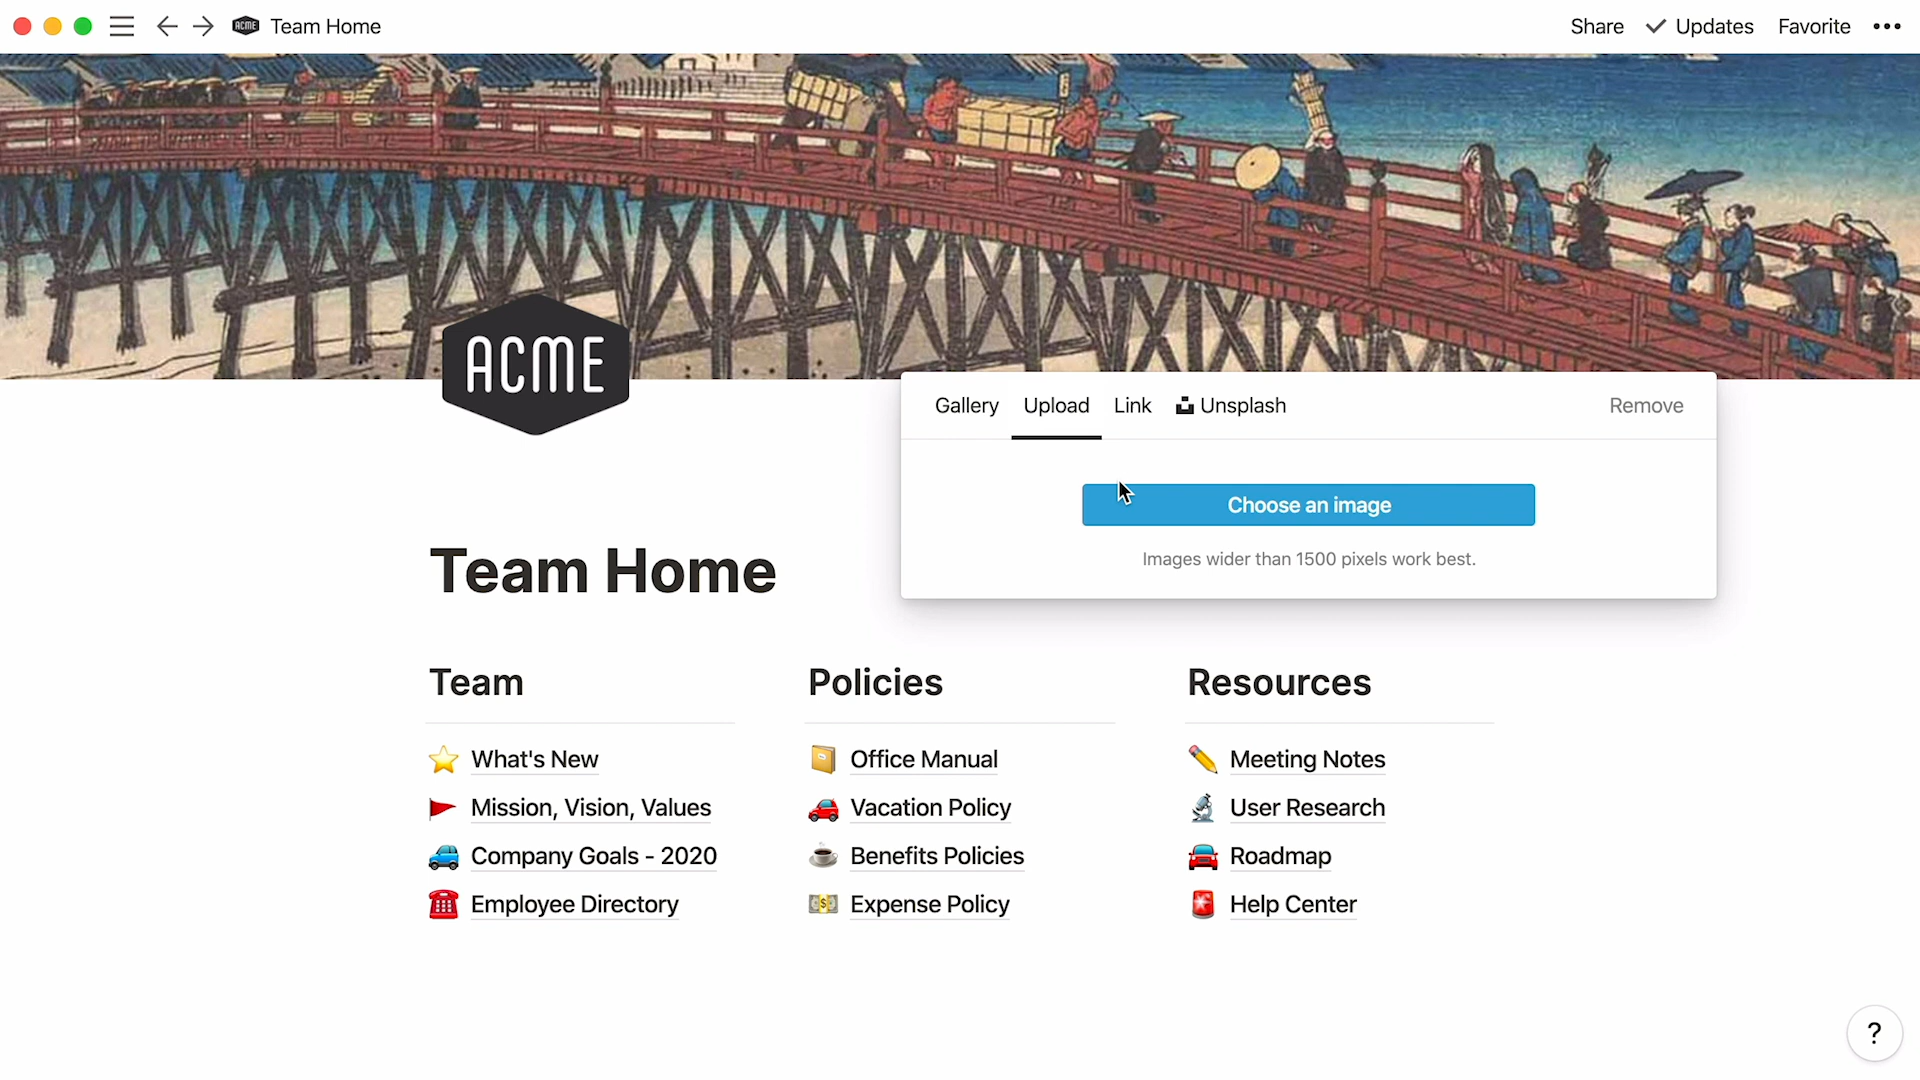 ACME Team Home
Share Updates Favorite
ACME
Gallery Upload Link Unsplash Remove
Choose an image
Images wider than 1500 pixels work best.
Team Home
Team
What's New
Mission, Vision, Values
Company Goals - 2020
Employee Directory
Policies
Office Manual
Vacation Policy
Benefits Policies
Expense Policy
Resources
Meeting Notes
User Research
Roadmap
Help Center
?